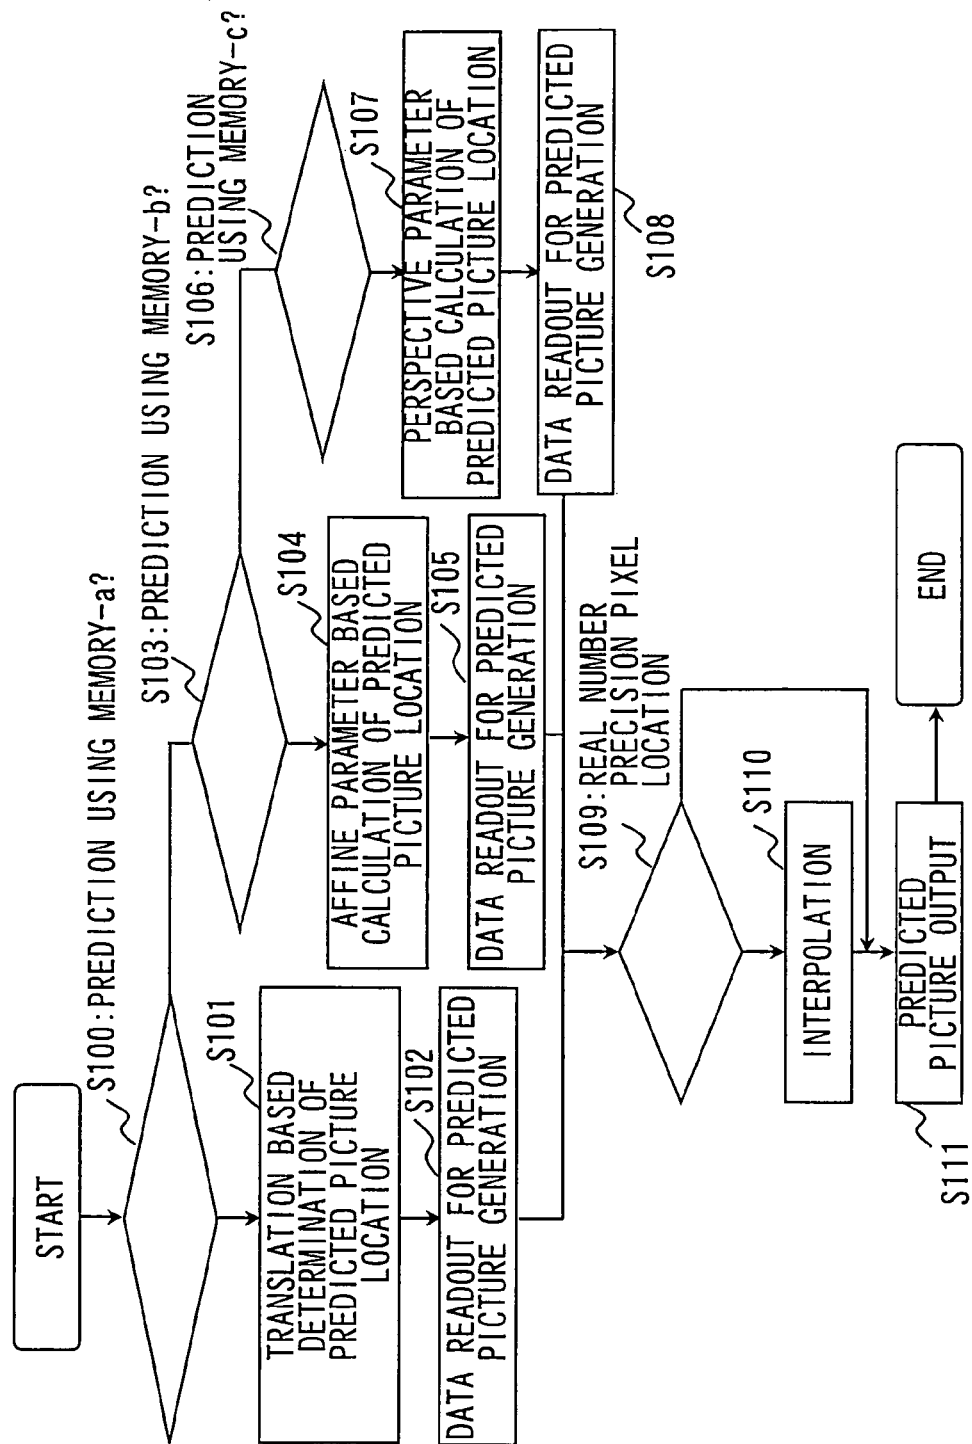 START
S100:PREDICTION USING MEMORY-a?
S101
TRANSLATION BASED
DETERMINATION OF
PREDICTED PICTURE
LOCATION
S102
DATA READOUT FOR PREDICTED
PICTURE GENERATION
S103:PREDICTION USING MEMORY-b?
S104
AFFINE PARAMETER BASED
CALCULATION OF PREDICTED
PICTURE LOCATION
S105
DATA READOUT FOR PREDICTED
PICTURE GENERATION
S106:PREDICTION
USING MEMORY-c?
S107
PERSPECTIVE PARAMETER
BASED CALCULATION OF
PREDICTED PICTURE LOCATION
DATA READOUT FOR PREDICTED
PICTURE GENERATION
S108
S109:REAL NUMBER
PRECISION PIXEL
LOCATION
S110
INTERPOLATION
PREDICTED
PICTURE OUTPUT
S111
END